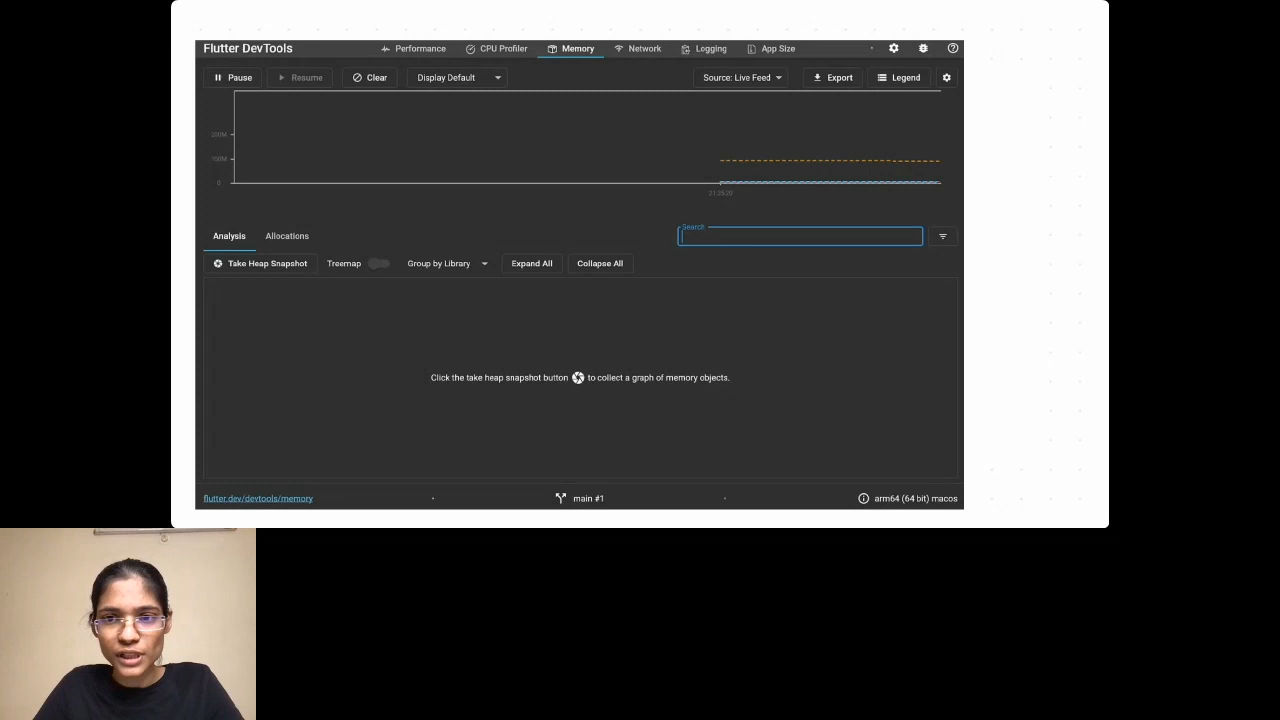 Flutter DevTools
Performance
CPU Profiler
Memory
Network
Logging
App Size
Pause
Resume
Clear
Display Default
Source: Live Feed
Export
Legend
200M
100M
0
21:35:20
Analysis
Allocations
Search
Take Heap Snapshot
Treemap
Group by Library
Expand All
Collapse All
Click the take heap snapshot button to collect a graph of memory objects.
flutter.dev/devtools/memory
main #1
arm64 (64 bit) macos